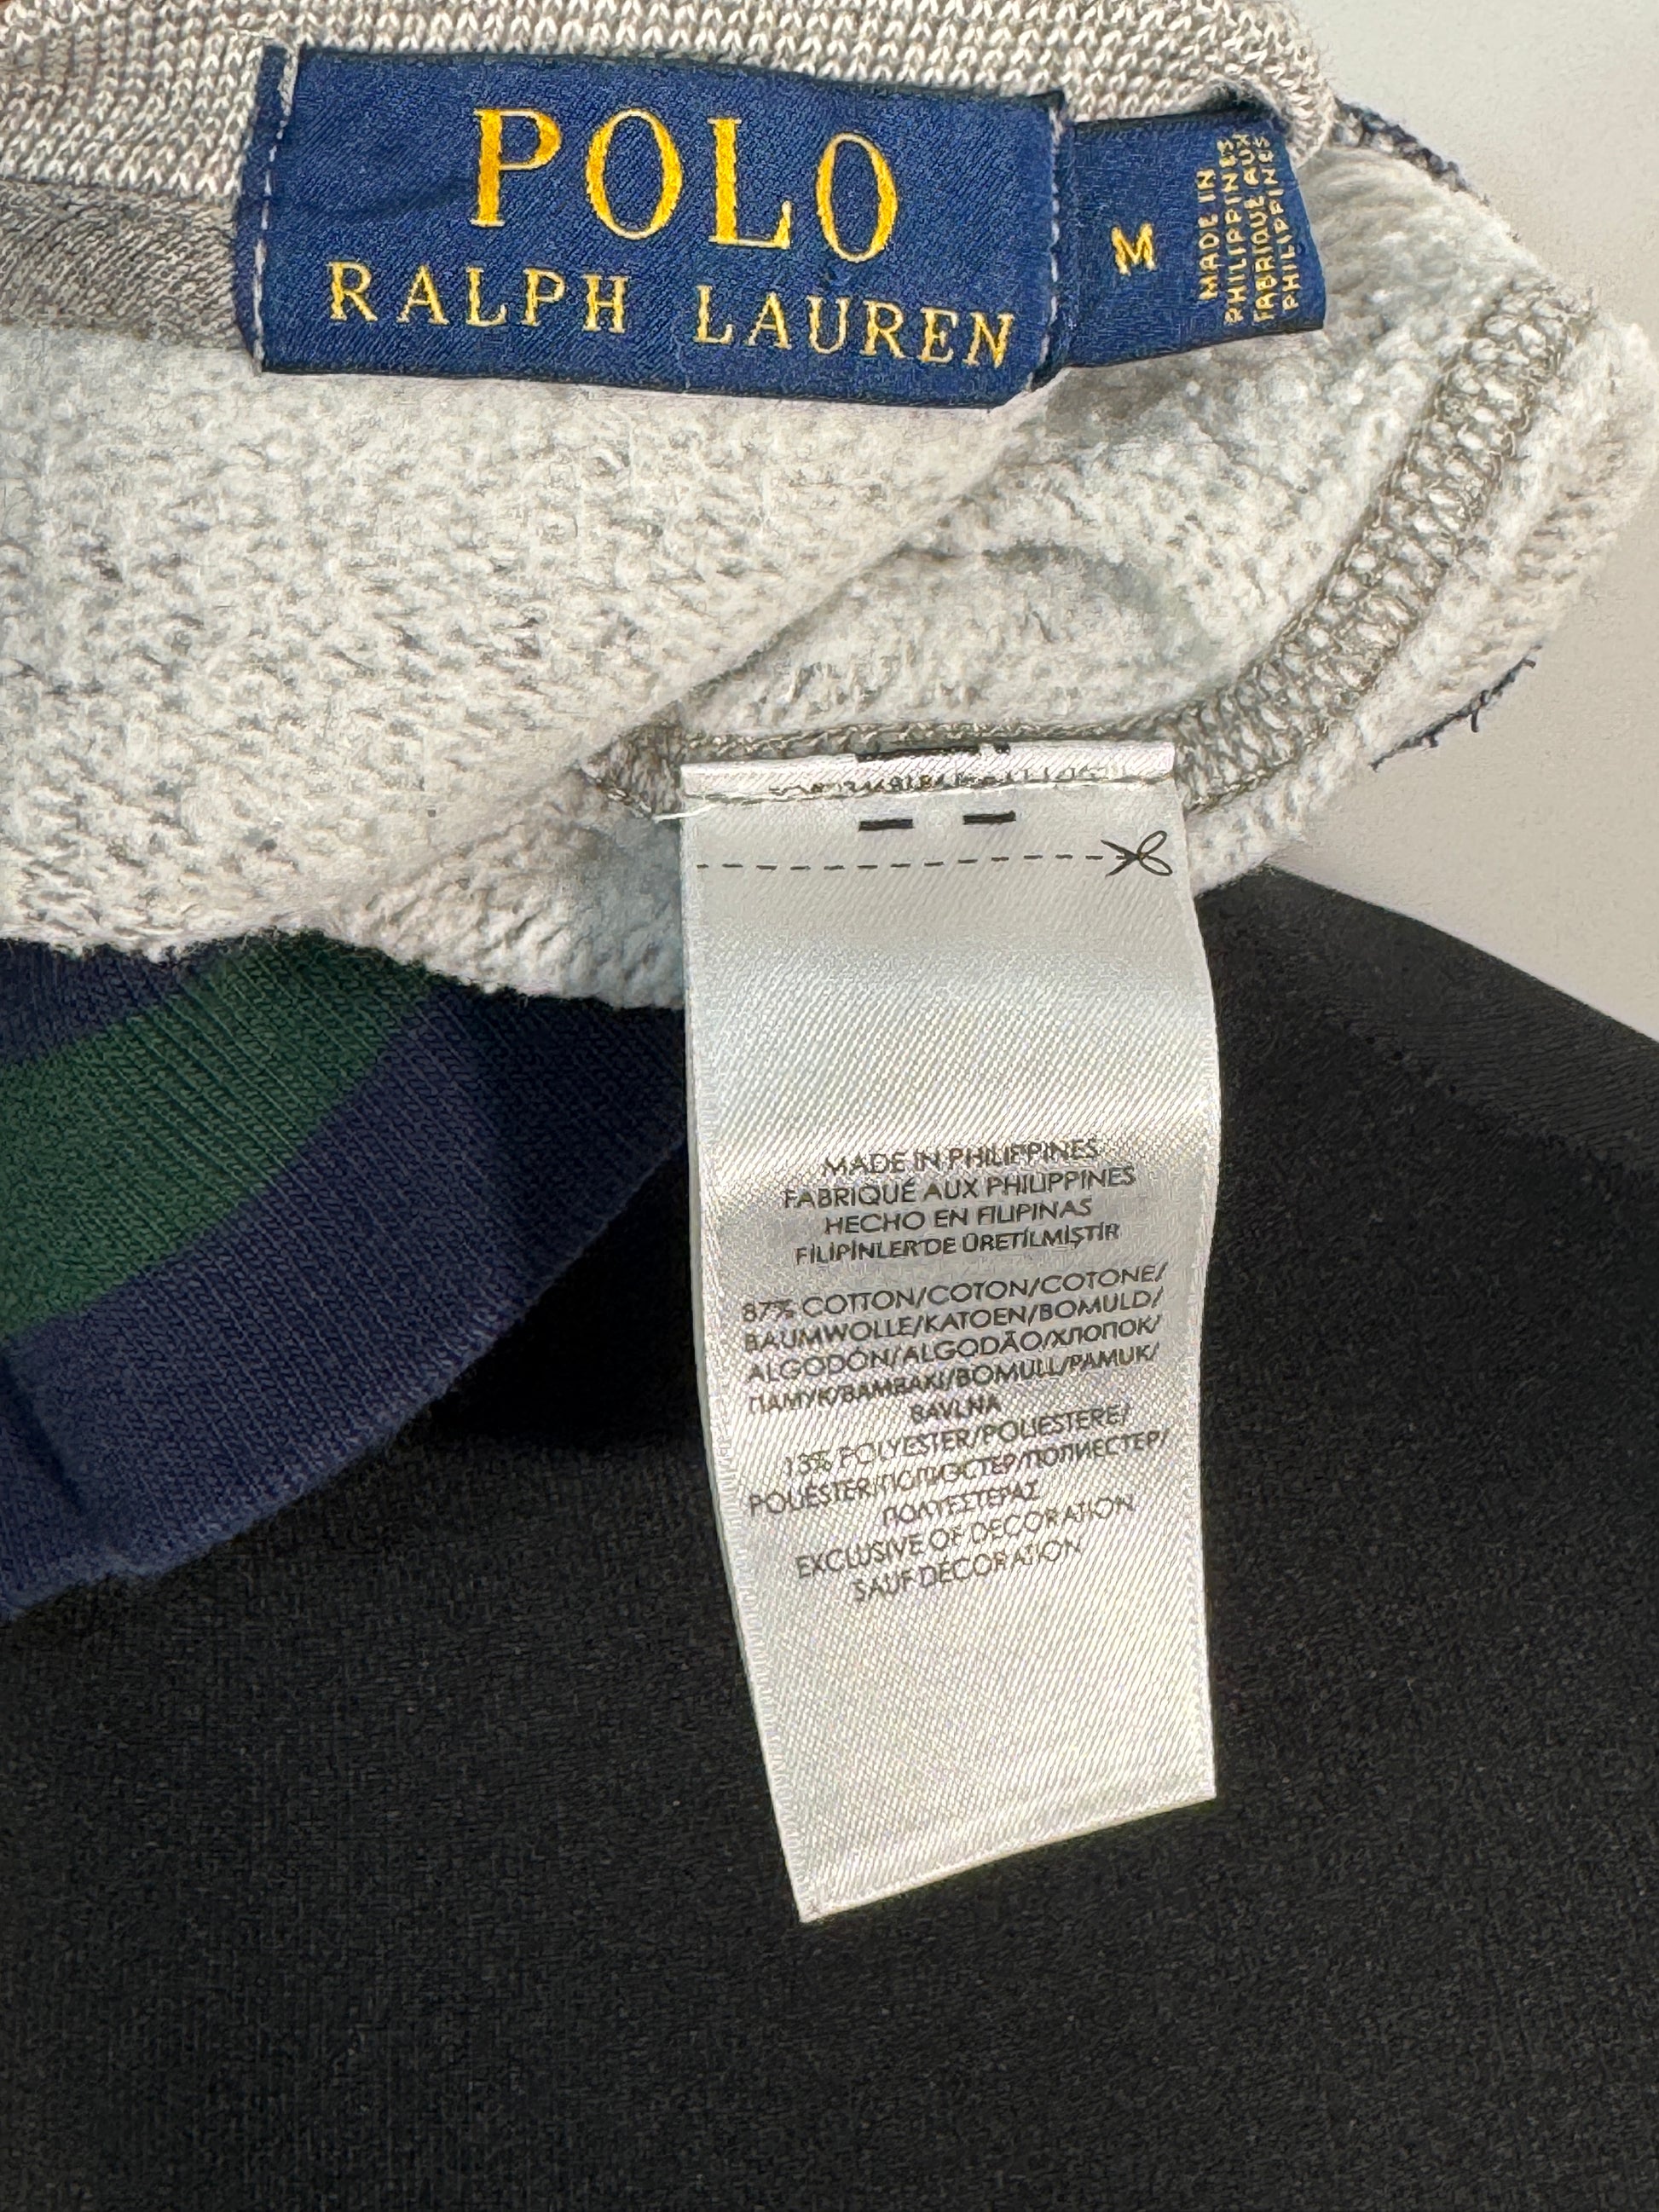 POLO
RALPH LAUREN
M
MADE IN
PHILIPPINES
FABRIQUÉ AUX
PHILIPPINES
MADE IN PHILIPPINES
FABRIQUÉ AUX PHILIPPINES
HECHO EN FILIPINAS
FİLİPİNLER'DE ÜRETİLMİŞTİR
87% COTTON/COTON/COTONE/
BAUMWOLLE/KATOEN/BOMULD/
ALGODÓN/ALGODÃO/ХЛОПОК/
ПАМУК/ΒΑΜΒΑΚΙ/BOMULL/PAMUK/
BAVLNA
13% POLYESTER/POLIESTERE/
POLIÉSTER/ПОЛИЭСТЕР/ПОЛИЕСТЕР/
ΠΟΛΥΕΣΤΕΡΑΣ
EXCLUSIVE OF DECORATION
SAUF DÉCORATION